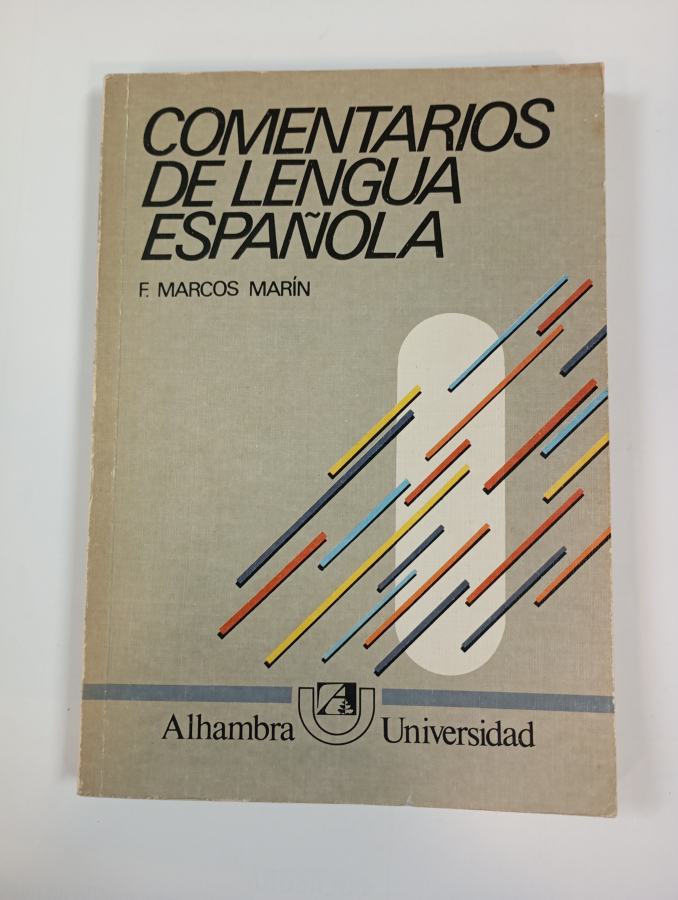 COMENTARIOS
DE LENGUA
ESPAÑOLA
F. MARCOS MARÍN
A
Alhambra Universidad